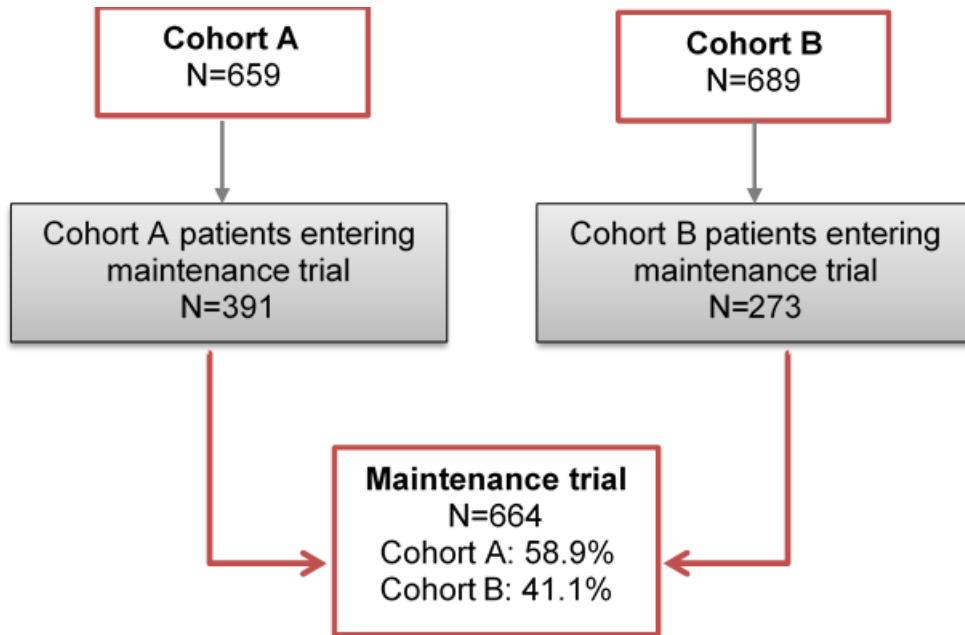 Cohort A
N=659
Cohort B
N=689
Cohort A patients entering
maintenance trial
N=391
Cohort B patients entering
maintenance trial
N=273
Maintenance trial
N=664
Cohort A: 58.9%
Cohort B: 41.1%